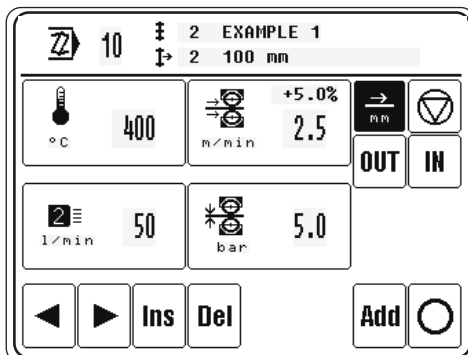 10 2 EXAMPLE 1
2 100 mm
°C 400
+5.0%
m/min 2.5
mm
OUT IN
2 l/min 50
bar 5.0
Ins Del Add